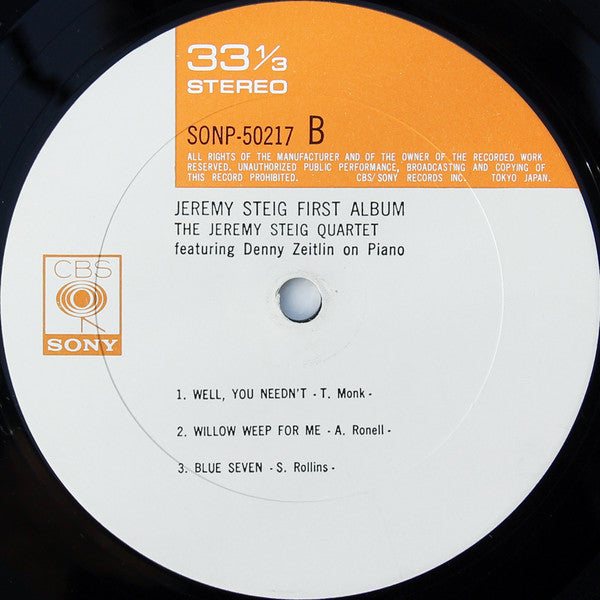 33 1/3
STEREO
SONP-50217 B
ALL RIGHTS OF THE MANUFACTURER AND OF THE OWNER OF THE RECORDED WORK
RESERVED. UNAUTHORIZED PUBLIC PERFORMANCE, BROADCASTING AND COPYING OF
THIS RECORD PROHIBITED. CBS/SONY RECORDS INC. TOKYO JAPAN.
JEREMY STEIG FIRST ALBUM
THE JEREMY STEIG QUARTET
featuring Denny Zeitlin on Piano
CBS
SONY
1. WELL, YOU NEEDN'T - T. Monk -
2. WILLOW WEEP FOR ME - A. Ronell -
3. BLUE SEVEN - S. Rollins -